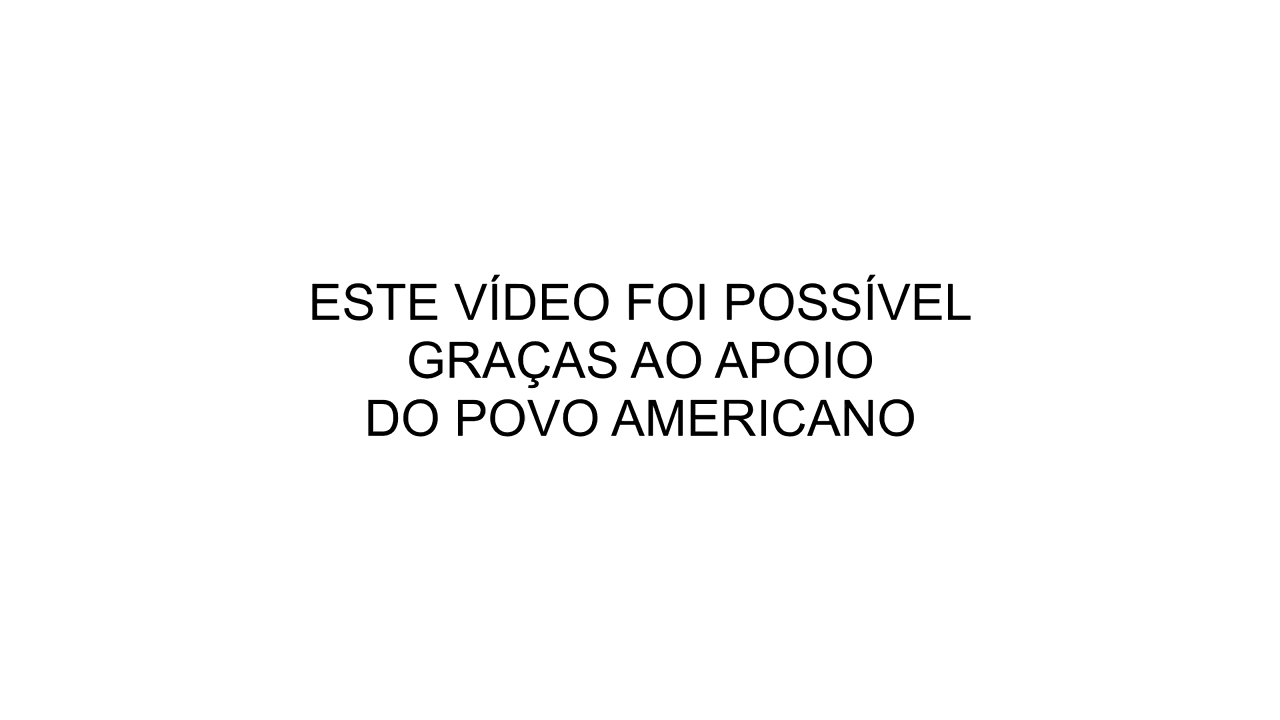 ESTE VÍDEO FOI POSSÍVEL
GRAÇAS AO APOIO
DO POVO AMERICANO